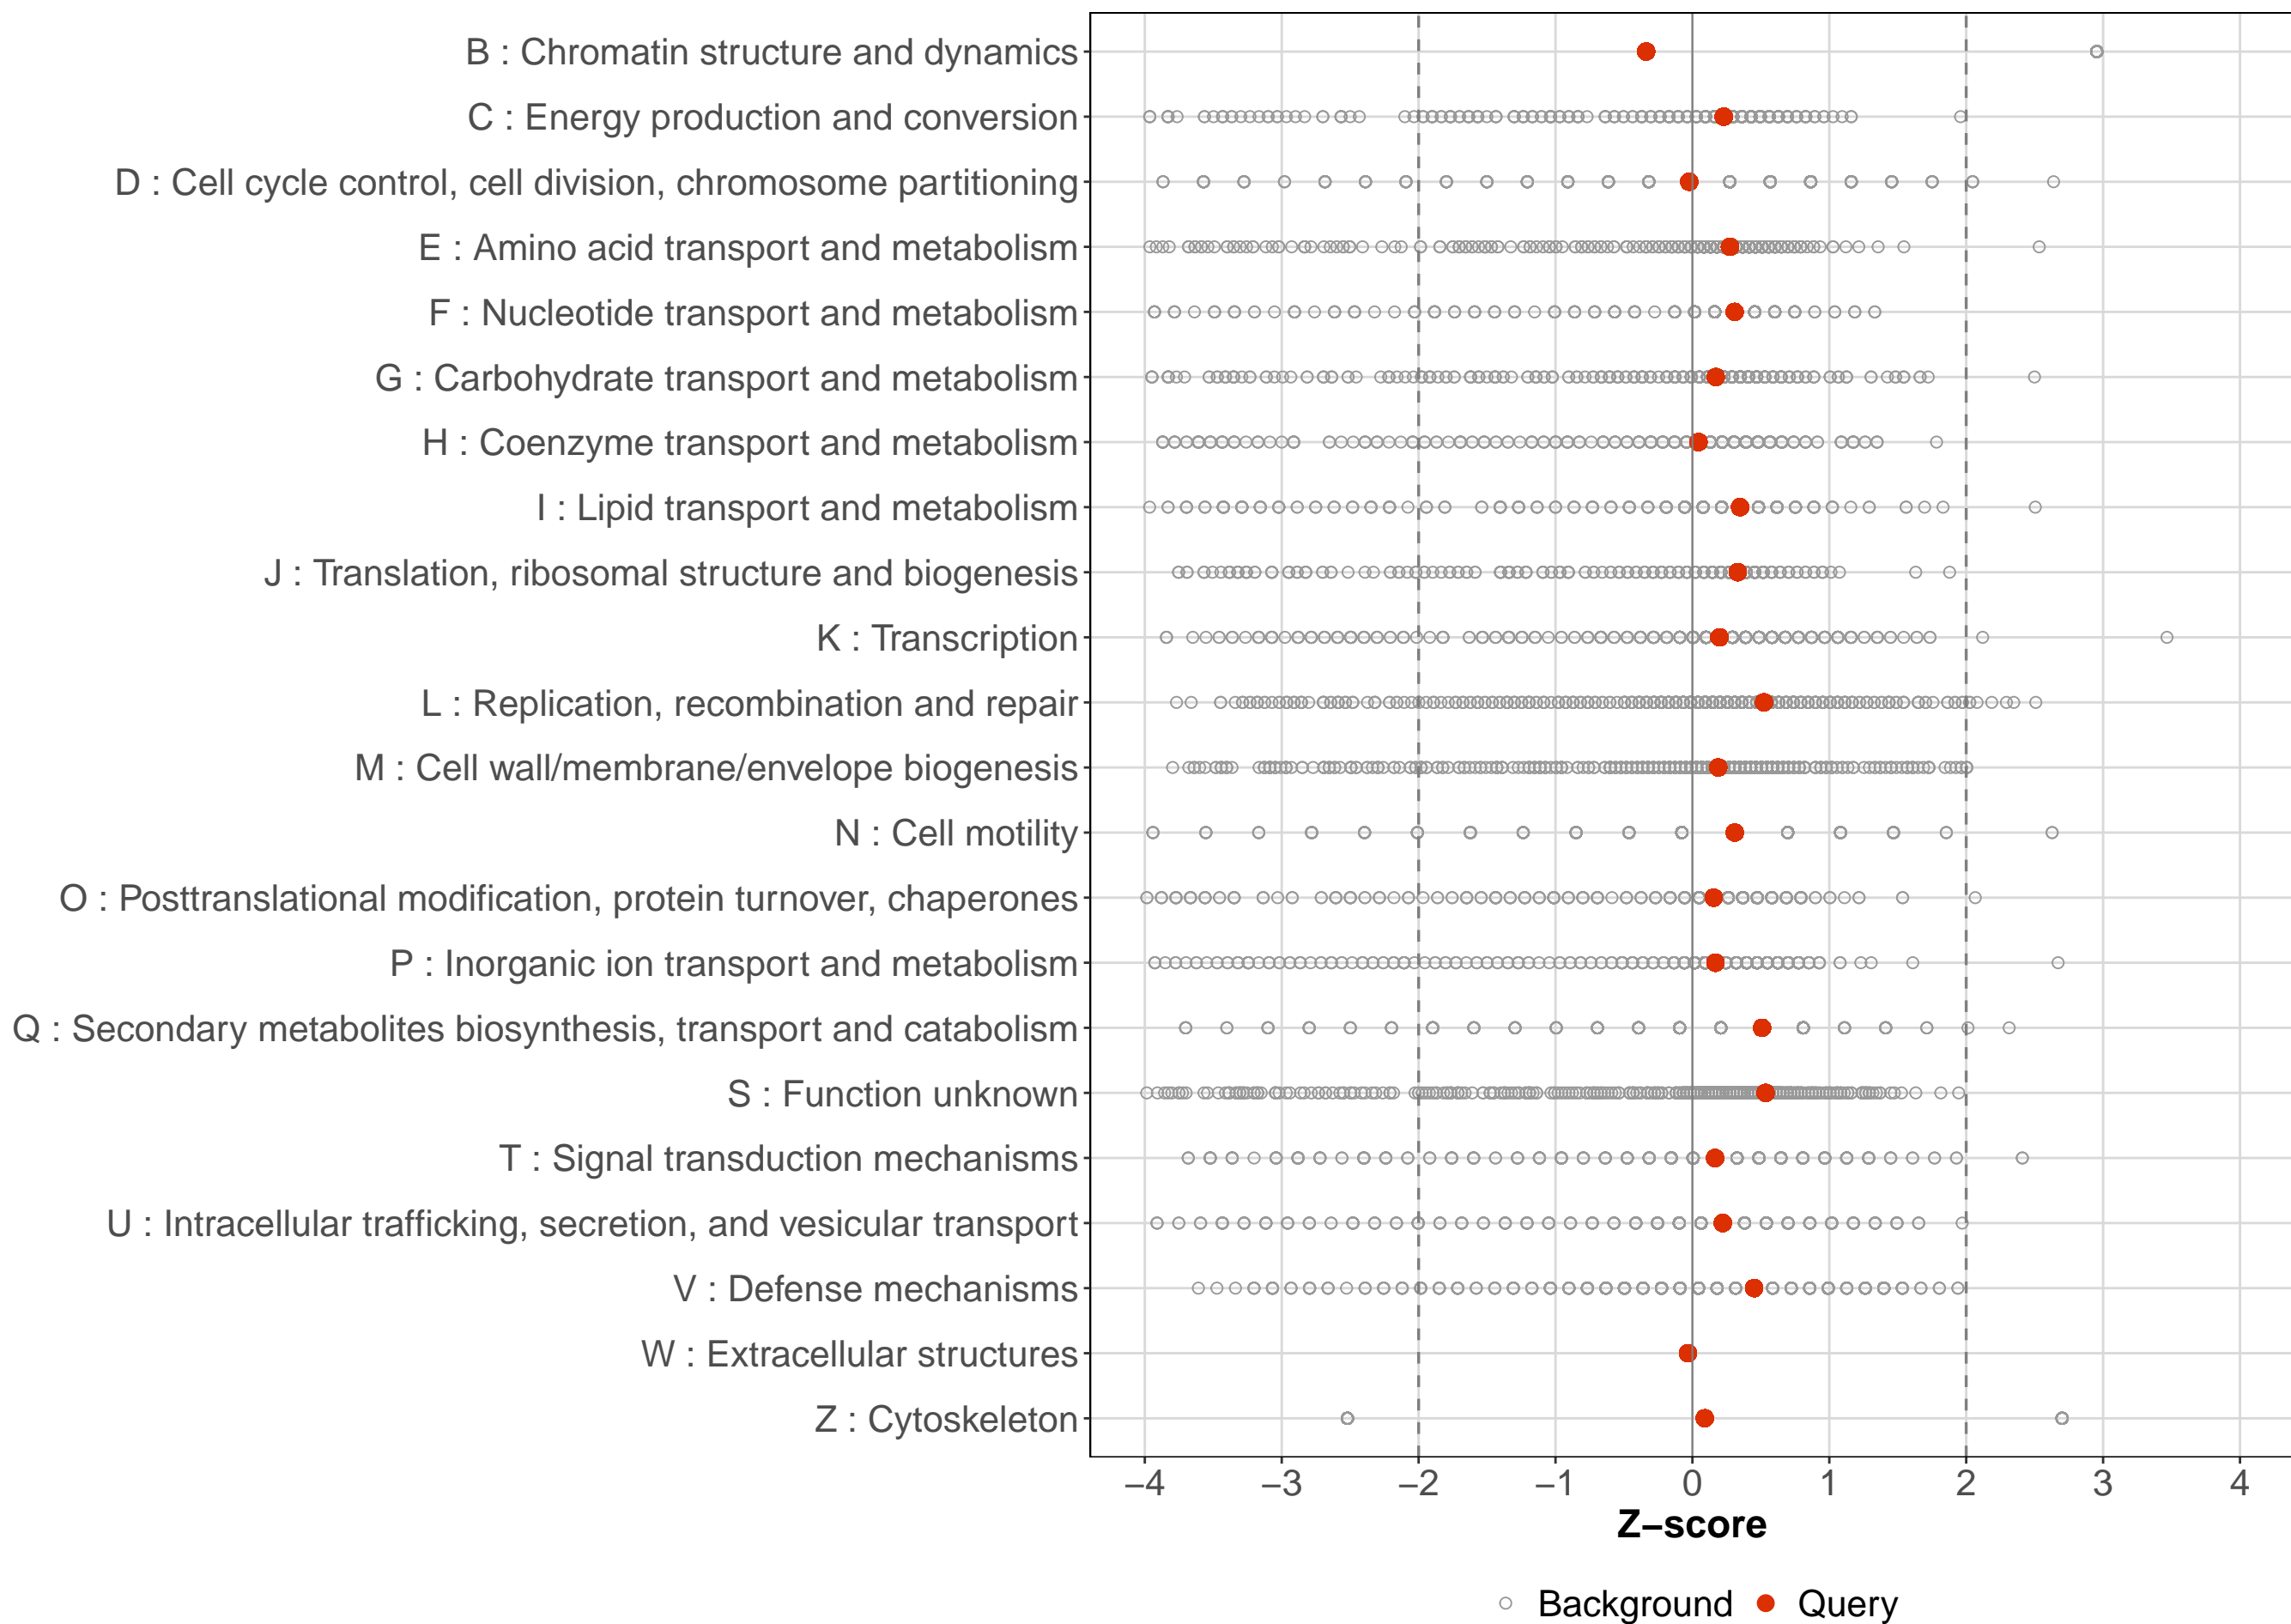 B : Chromatin structure and dynamics
C : Energy production and conversion
D : Cell cycle control, cell division, chromosome partitioning
E : Amino acid transport and metabolism
F : Nucleotide transport and metabolism
G : Carbohydrate transport and metabolism
H : Coenzyme transport and metabolism
I : Lipid transport and metabolism
J : Translation, ribosomal structure and biogenesis
K : Transcription
L : Replication, recombination and repair
M : Cell wall/membrane/envelope biogenesis
N : Cell motility
O : Posttranslational modification, protein turnover, chaperones
P : Inorganic ion transport and metabolism
Q : Secondary metabolites biosynthesis, transport and catabolism
S : Function unknown
T : Signal transduction mechanisms
U : Intracellular trafficking, secretion, and vesicular transport
V : Defense mechanisms
W : Extracellular structures
Z : Cytoskeleton
−4 −3 −2 −1 0 1 2 3 4
Z−score
Background Query